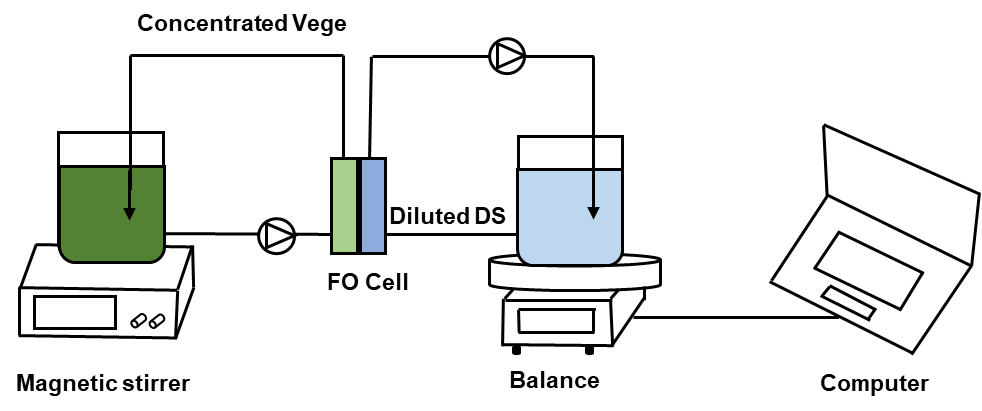 Concentrated Vege
Diluted DS
FO Cell
Magnetic stirrer
Balance
Computer